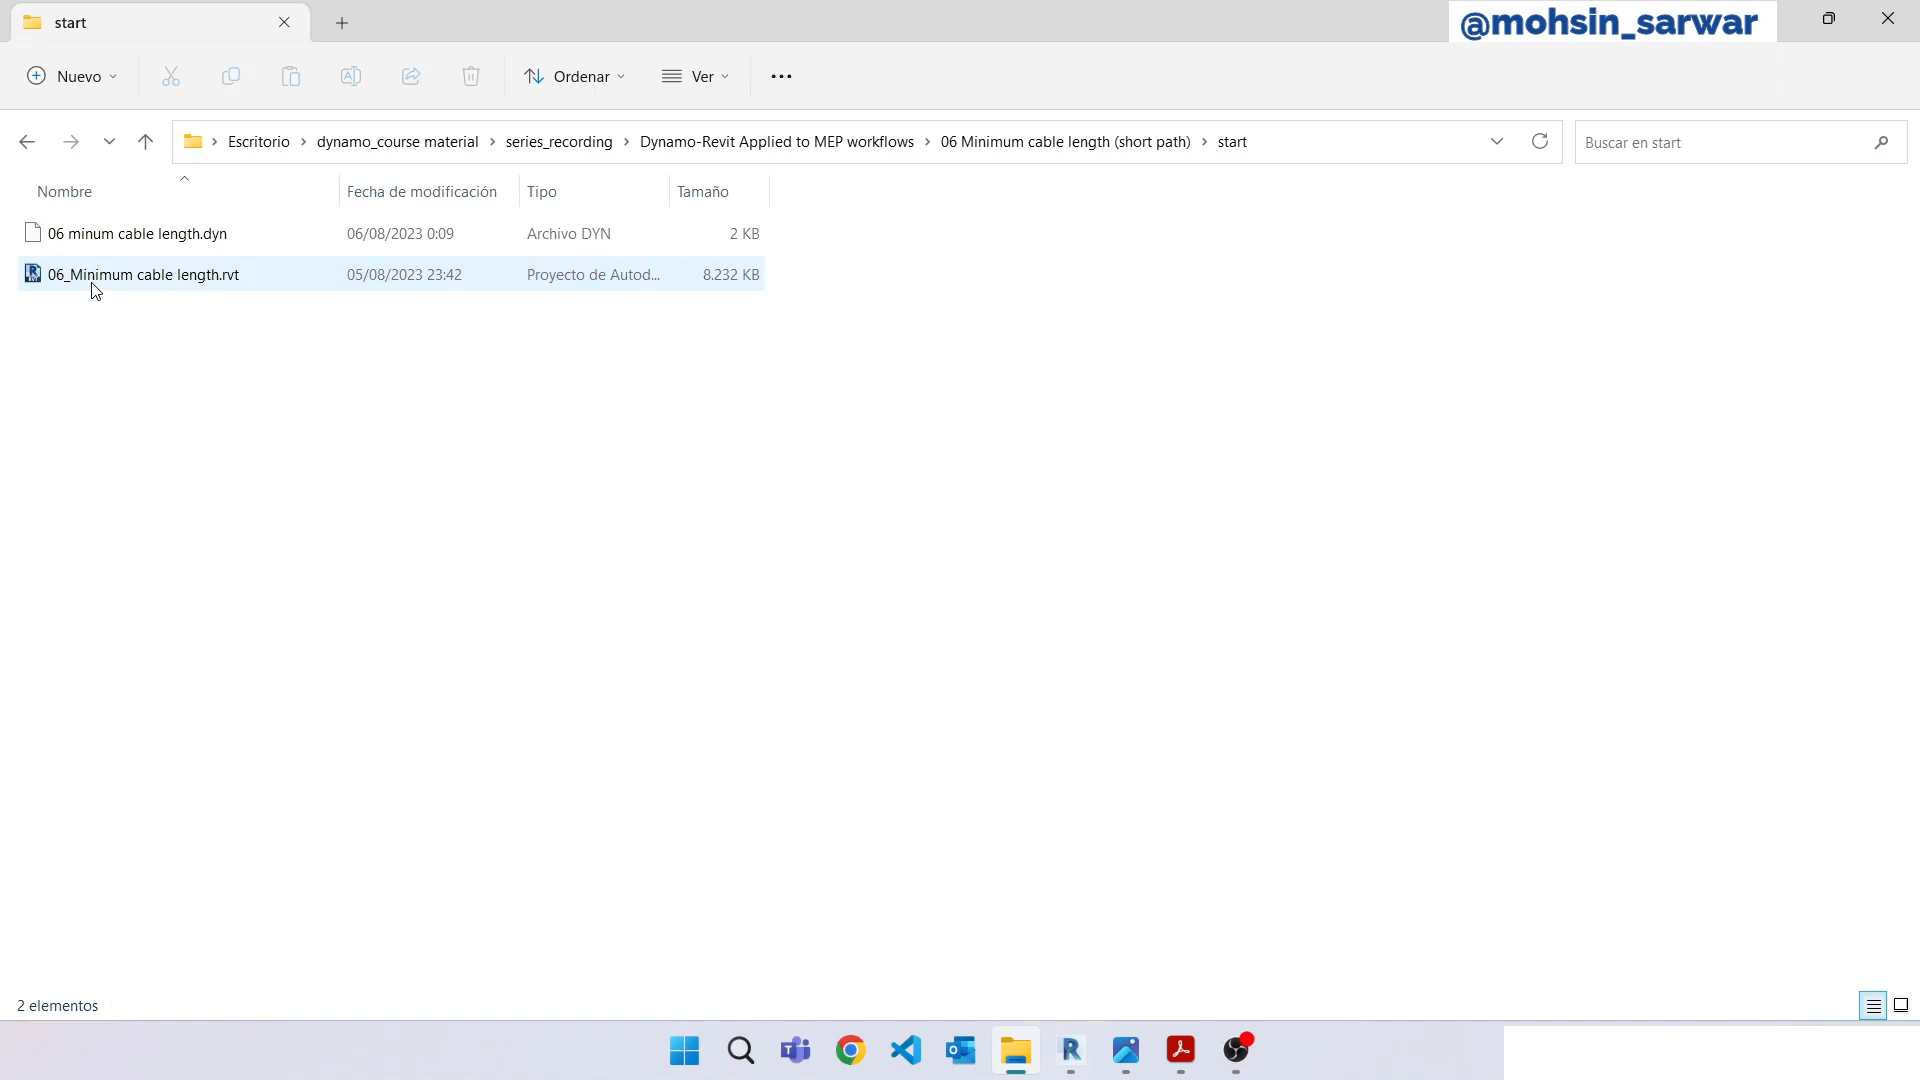 start
@mohsin_sarwar
Nuevo
Ordenar
Ver
Escritorio › dynamo_course material › series_recording › Dynamo-Revit Applied to MEP workflows › 06 Minimum cable length (short path) › start
Buscar en start
Nombre Fecha de modificación Tipo Tamaño
06 minum cable length.dyn 06/08/2023 0:09 Archivo DYN 2 KB
06_Minimum cable length.rvt 05/08/2023 23:42 Proyecto de Autod... 8.232 KB
2 elementos